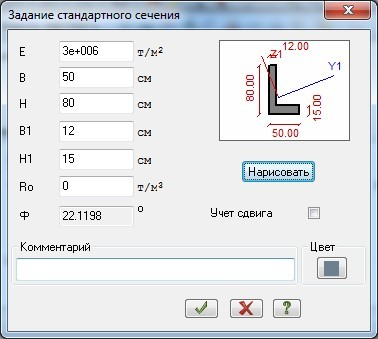 Задание стандартного сечения
E 3e+006 т/м²
B 50 см
H 80 см
B1 12 см
H1 15 см
Ro 0 т/м³
Ф 22.1198 °
12.00
Z1
Y1
80.00
15.00
50.00
Нарисовать
Учет сдвига
Комментарий
Цвет
?